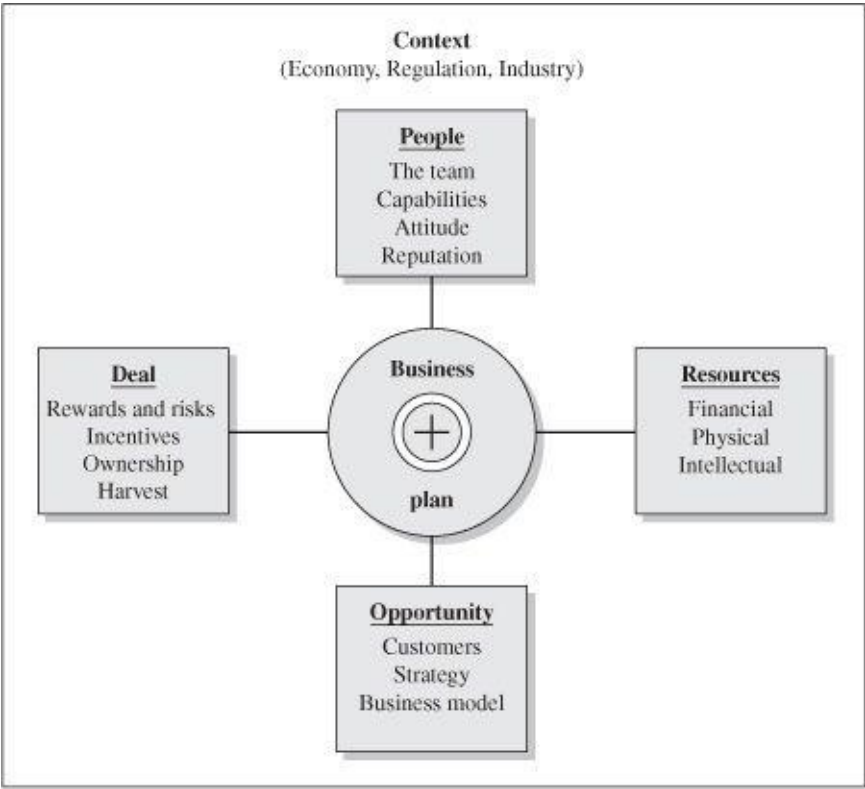 Context
(Economy, Regulation, Industry)
People
The team
Capabilities
Attitude
Reputation
Deal
Rewards and risks
Incentives
Ownership
Harvest
Business
plan
Resources
Financial
Physical
Intellectual
Opportunity
Customers
Strategy
Business model